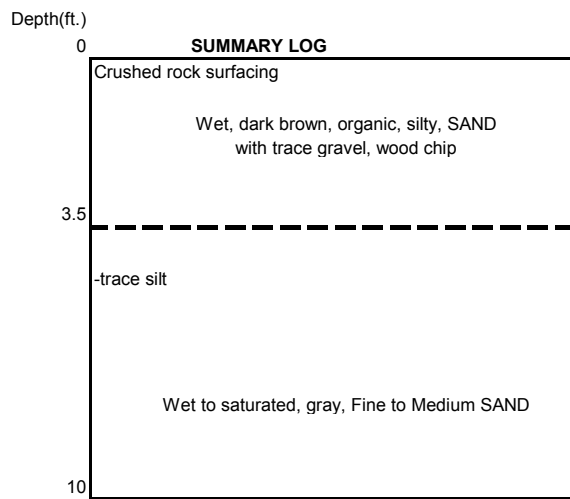 Depth(ft.)
0 SUMMARY LOG
Crushed rock surfacing
Wet, dark brown, organic, silty, SAND
with trace gravel, wood chip
3.5
-trace silt
Wet to saturated, gray, Fine to Medium SAND
10